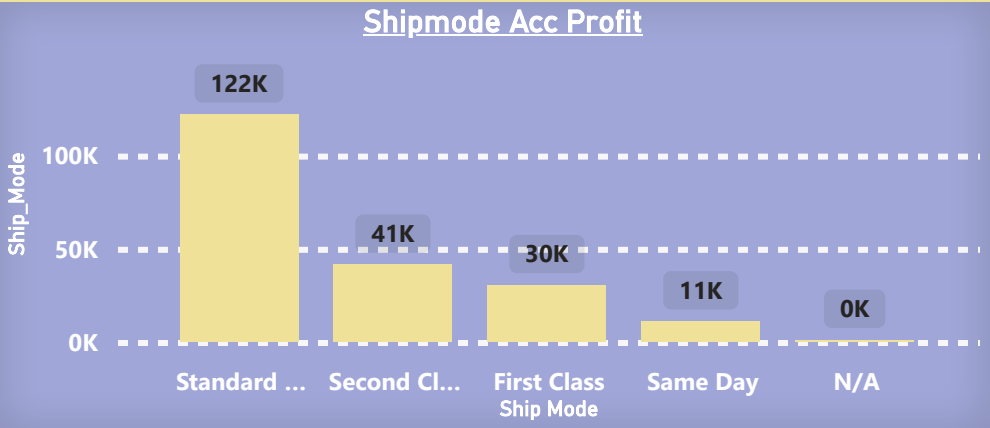 Shipmode Acc Profit
Ship_Mode
100K
50K
0K
122K
41K
30K
11K
0K
Standard ...
Second Cl...
First Class
Same Day
N/A
Ship Mode